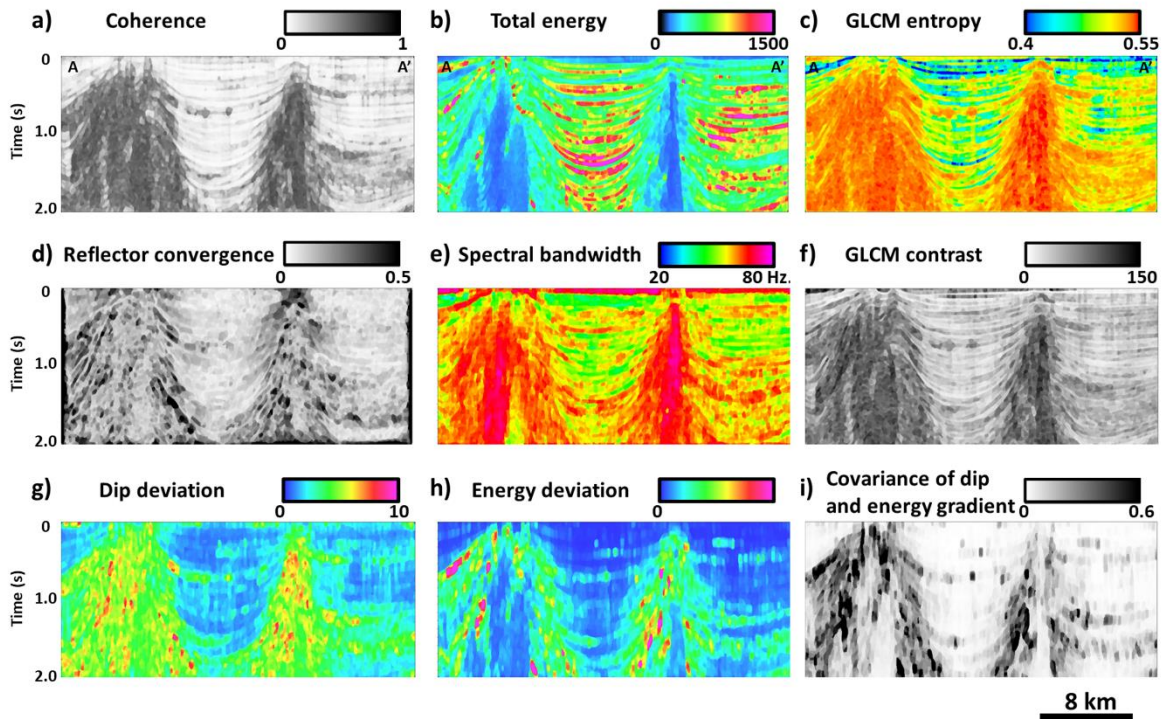 a) Coherence
0 1
b) Total energy
0 1500
c) GLCM entropy
0.4 0.55
Time (s)
0
1.0
2.0
A A'
A A'
A A'
d) Reflector convergence
0 0.5
e) Spectral bandwidth
20 80 Hz.
f) GLCM contrast
0 150
Time (s)
0
1.0
2.0
g) Dip deviation
0 10
h) Energy deviation
0
i) Covariance of dip
and energy gradient
0 0.6
Time (s)
0
1.0
2.0
8 km